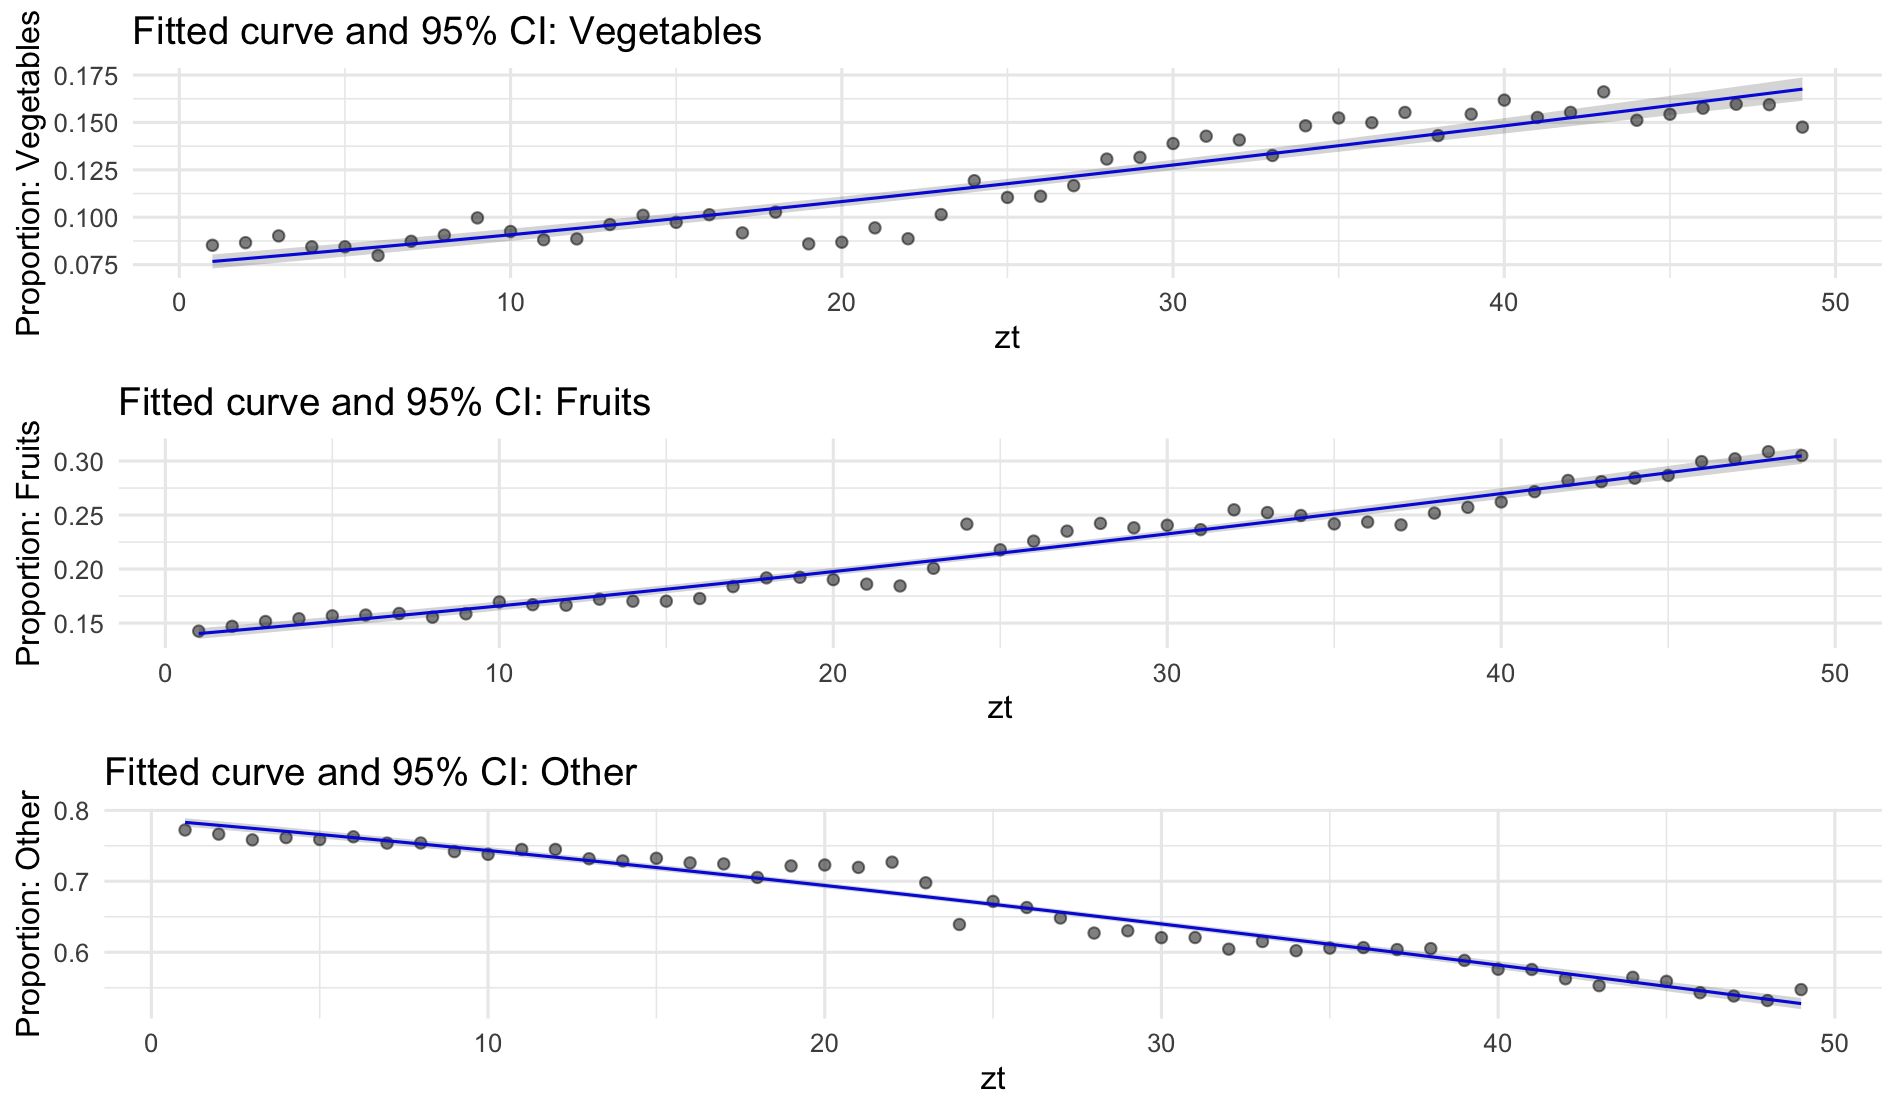 Fitted curve and 95% CI: Vegetables
Proportion: Vegetables
0.175
0.150
0.125
0.100
0.075
0 10 20 30 40 50
zt
Fitted curve and 95% CI: Fruits
Proportion: Fruits
0.30
0.25
0.20
0.15
0 10 20 30 40 50
zt
Fitted curve and 95% CI: Other
Proportion: Other
0.8
0.7
0.6
0 10 20 30 40 50
zt